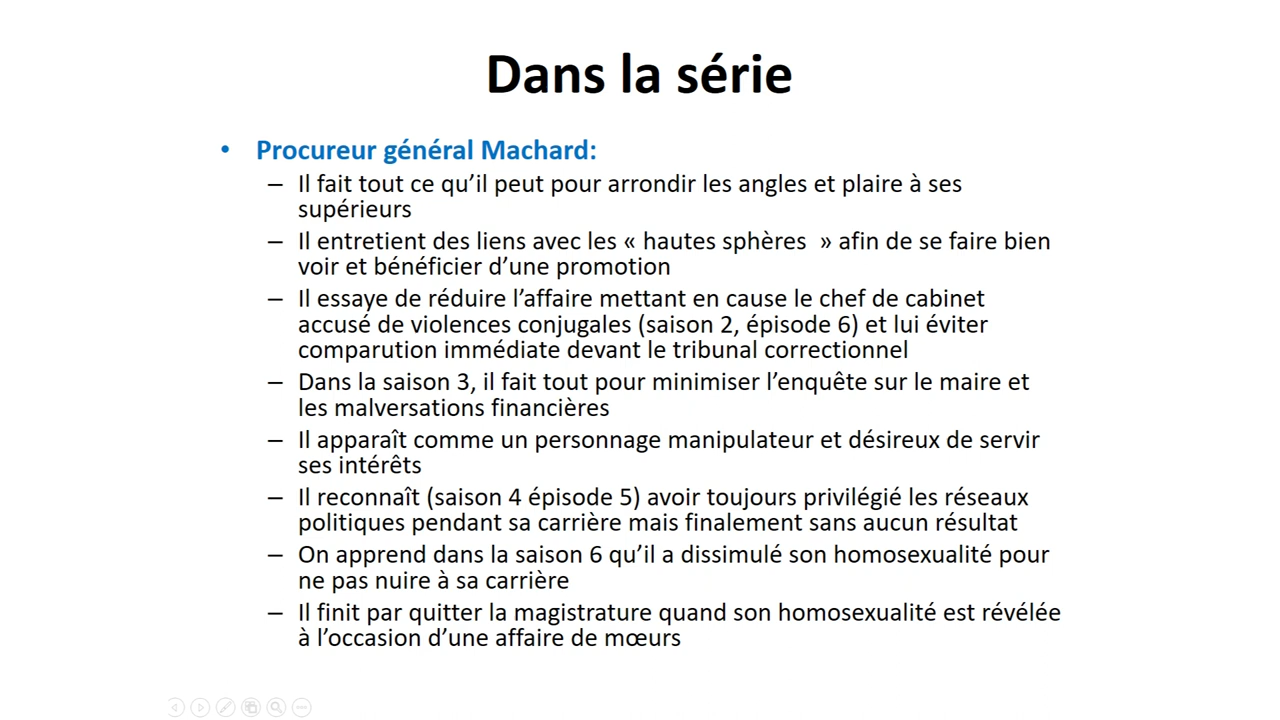 Dans la série
• Procureur général Machard:
– Il fait tout ce qu’il peut pour arrondir les angles et plaire à ses
supérieurs
– Il entretient des liens avec les « hautes sphères  » afin de se faire bien
voir et bénéficier d’une promotion
– Il essaye de réduire l’affaire mettant en cause le chef de cabinet
accusé de violences conjugales (saison 2, épisode 6) et lui éviter
comparution immédiate devant le tribunal correctionnel
– Dans la saison 3, il fait tout pour minimiser l’enquête sur le maire et
les malversations financières
– Il apparaît comme un personnage manipulateur et désireux de servir
ses intérêts
– Il reconnaît (saison 4 épisode 5) avoir toujours privilégié les réseaux
politiques pendant sa carrière mais finalement sans aucun résultat
– On apprend dans la saison 6 qu’il a dissimulé son homosexualité pour
ne pas nuire à sa carrière
– Il finit par quitter la magistrature quand son homosexualité est révélée
à l’occasion d’une affaire de mœurs